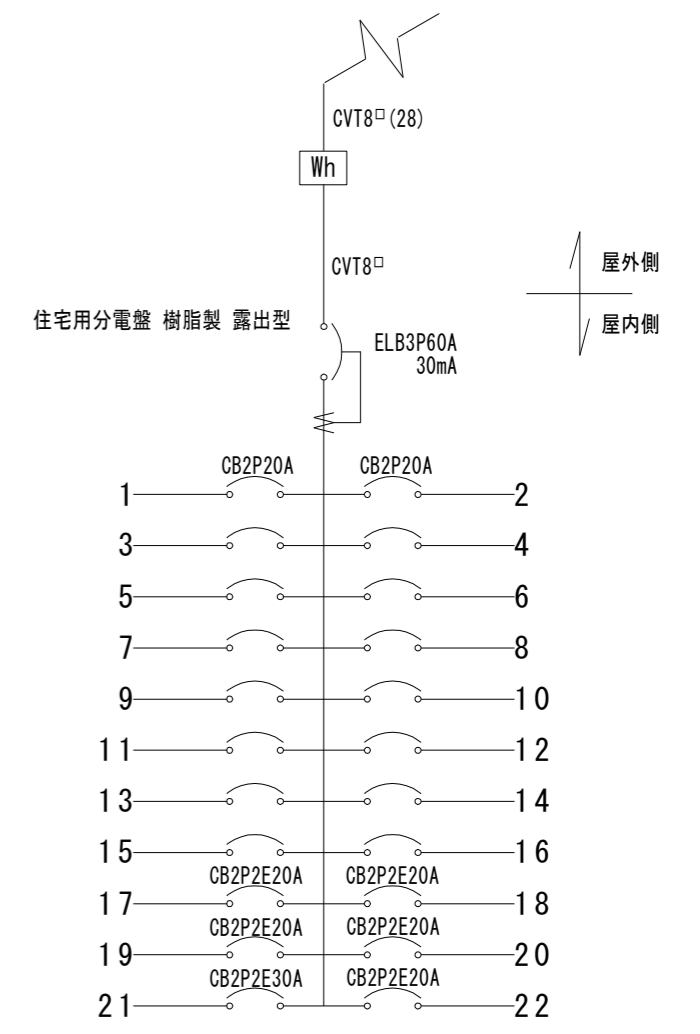 CVT8□(28)
Wh
CVT8□
屋外側
屋内側
住宅用分電盤 樹脂製 露出型
ELB3P60A
30mA
CB2P20A CB2P20A
1 2
3 4
5 6
7 8
9 10
11 12
13 14
15 16
CB2P2E20A CB2P2E20A
17 18
CB2P2E20A CB2P2E20A
19 20
CB2P2E30A CB2P2E20A
21 22